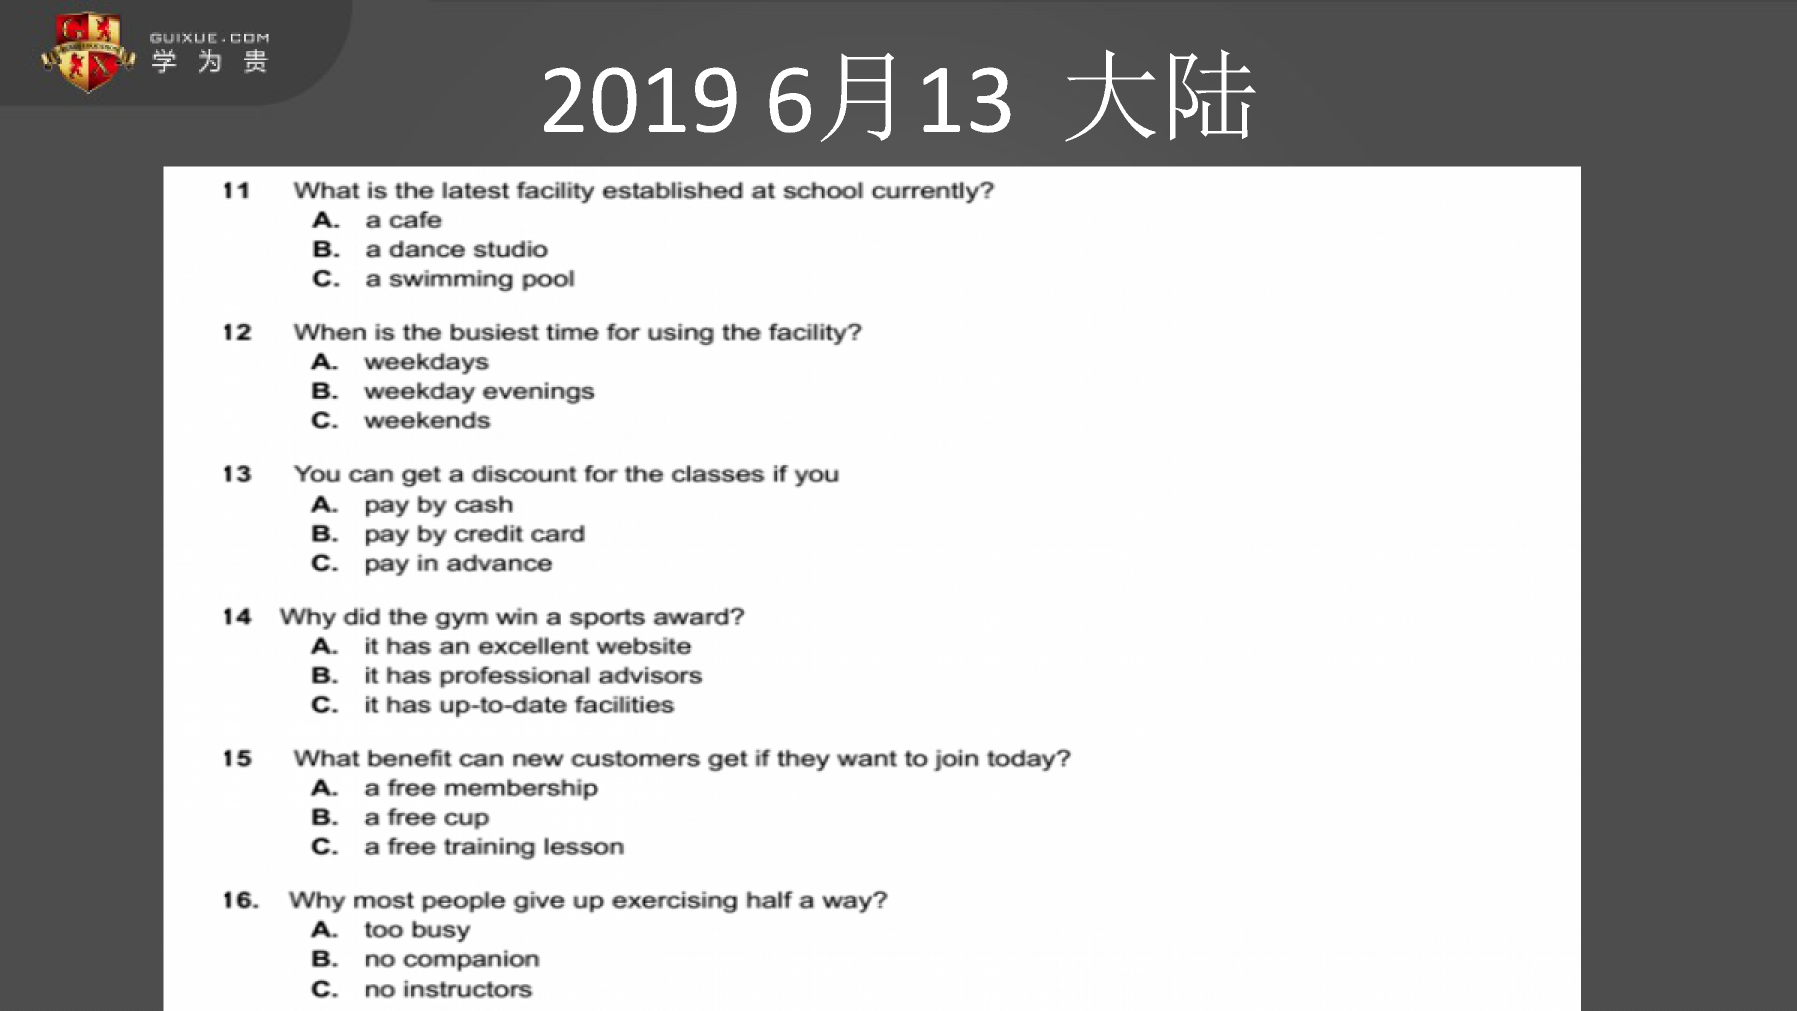 GUIXUE.COM
学为贵
2019 6月13 大陆
11 What is the latest facility established at school currently?
A. a cafe
B. a dance studio
C. a swimming pool
12 When is the busiest time for using the facility?
A. weekdays
B. weekday evenings
C. weekends
13 You can get a discount for the classes if you
A. pay by cash
B. pay by credit card
C. pay in advance
14 Why did the gym win a sports award?
A. it has an excellent website
B. it has professional advisors
C. it has up-to-date facilities
15 What benefit can new customers get if they want to join today?
A. a free membership
B. a free cup
C. a free training lesson
16. Why most people give up exercising half a way?
A. too busy
B. no companion
C. no instructors